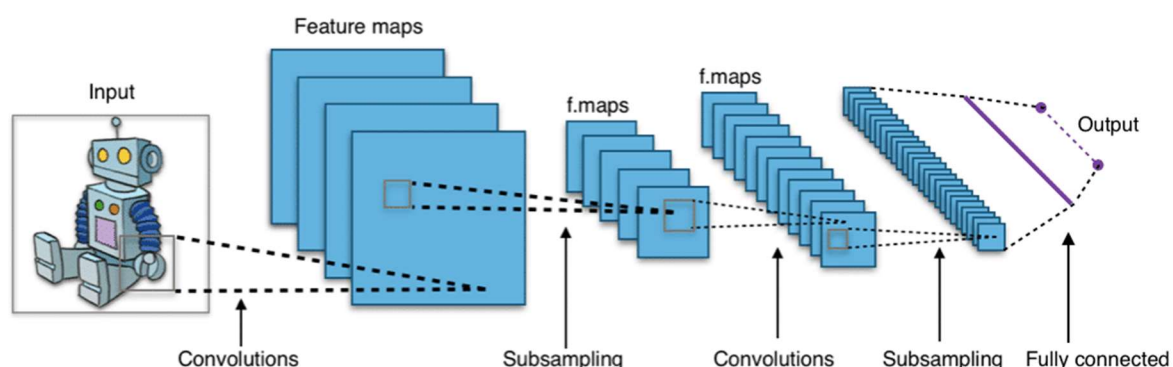 Feature maps
f.maps
Input
f.maps
Output
Convolutions
Subsampling
Convolutions
Subsampling
Fully connected